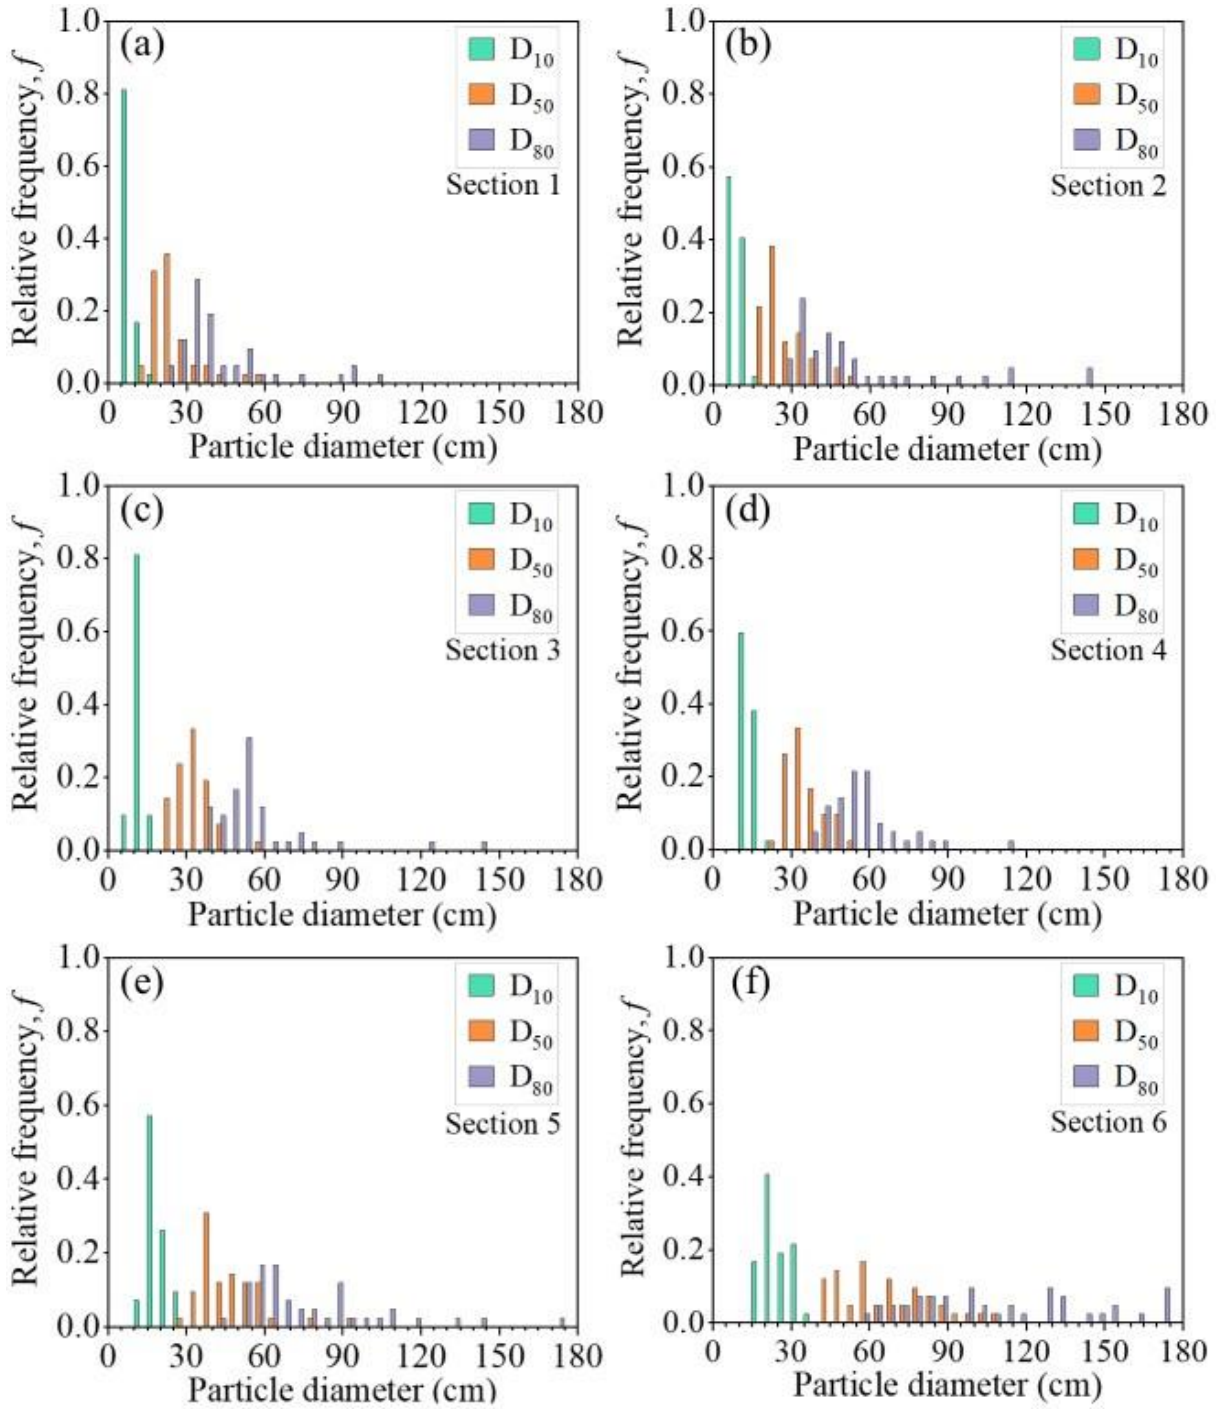 (a)
D10
D50
D80
Section 1
Relative frequency, f
1.0
0.8
0.6
0.4
0.2
0.0
0 30 60 90 120 150 180
Particle diameter (cm)
(b)
D10
D50
D80
Section 2
Relative frequency, f
1.0
0.8
0.6
0.4
0.2
0.0
0 30 60 90 120 150 180
Particle diameter (cm)
(c)
D10
D50
D80
Section 3
Relative frequency, f
1.0
0.8
0.6
0.4
0.2
0.0
0 30 60 90 120 150 180
Particle diameter (cm)
(d)
D10
D50
D80
Section 4
Relative frequency, f
1.0
0.8
0.6
0.4
0.2
0.0
0 30 60 90 120 150 180
Particle diameter (cm)
(e)
D10
D50
D80
Section 5
Relative frequency, f
1.0
0.8
0.6
0.4
0.2
0.0
0 30 60 90 120 150 180
Particle diameter (cm)
(f)
D10
D50
D80
Section 6
Relative frequency, f
1.0
0.8
0.6
0.4
0.2
0.0
0 30 60 90 120 150 180
Particle diameter (cm)